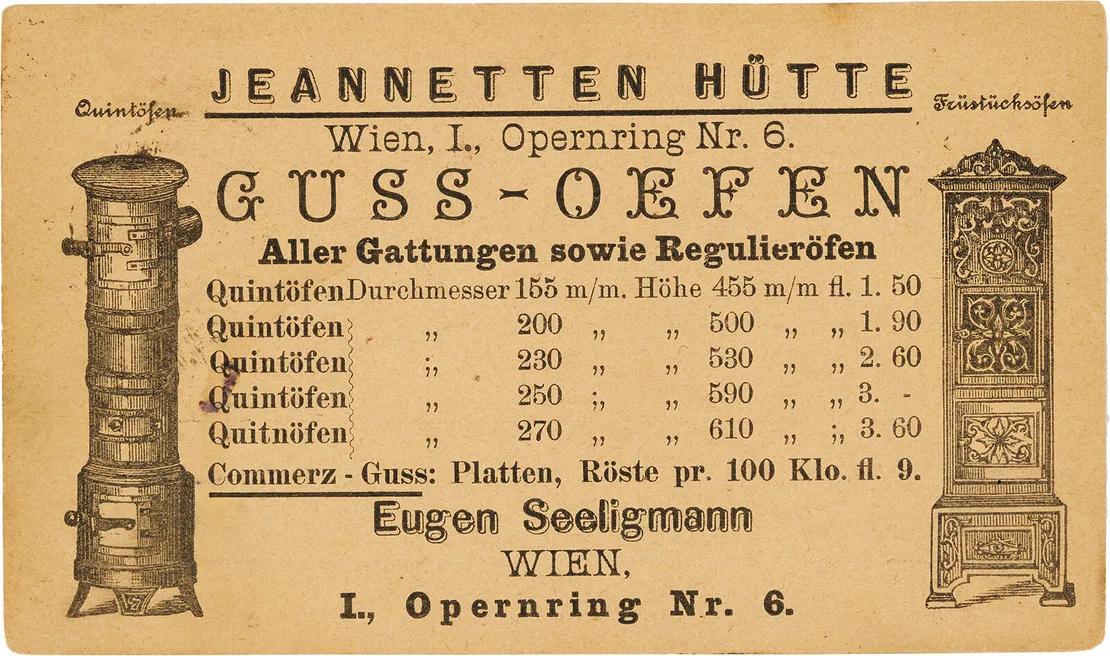 JEANNETTEN HÜTTE
Quintöfen
Früstücksöfen
Wien, I., Opernring Nr. 6.
GUSS-OEFEN
Aller Gattungen sowie Regulieröfen
Quintöfen Durchmesser 155 m/m. Höhe 455 m/m fl. 1. 50
Quintöfen „ 200 „ „ 500 „ „ 1. 90
Quintöfen ;, 230 „ „ 530 „ „ 2. 60
Quintöfen „ 250 ;, „ 590 „ „ 3. -
Quitnöfen „ 270 „ „ 610 „ ;, 3. 60
Commerz - Guss: Platten, Röste pr. 100 Klo. fl. 9.
Eugen Seeligmann
WIEN,
I., Opernring Nr. 6.